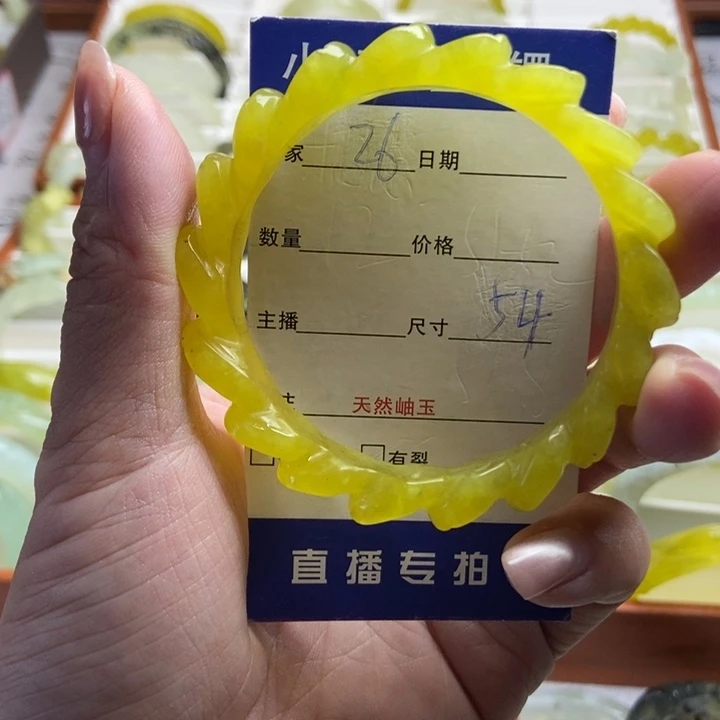 小
家 26 日期
数量 价格
主播 尺寸 54
天然岫玉
有裂
直播专拍